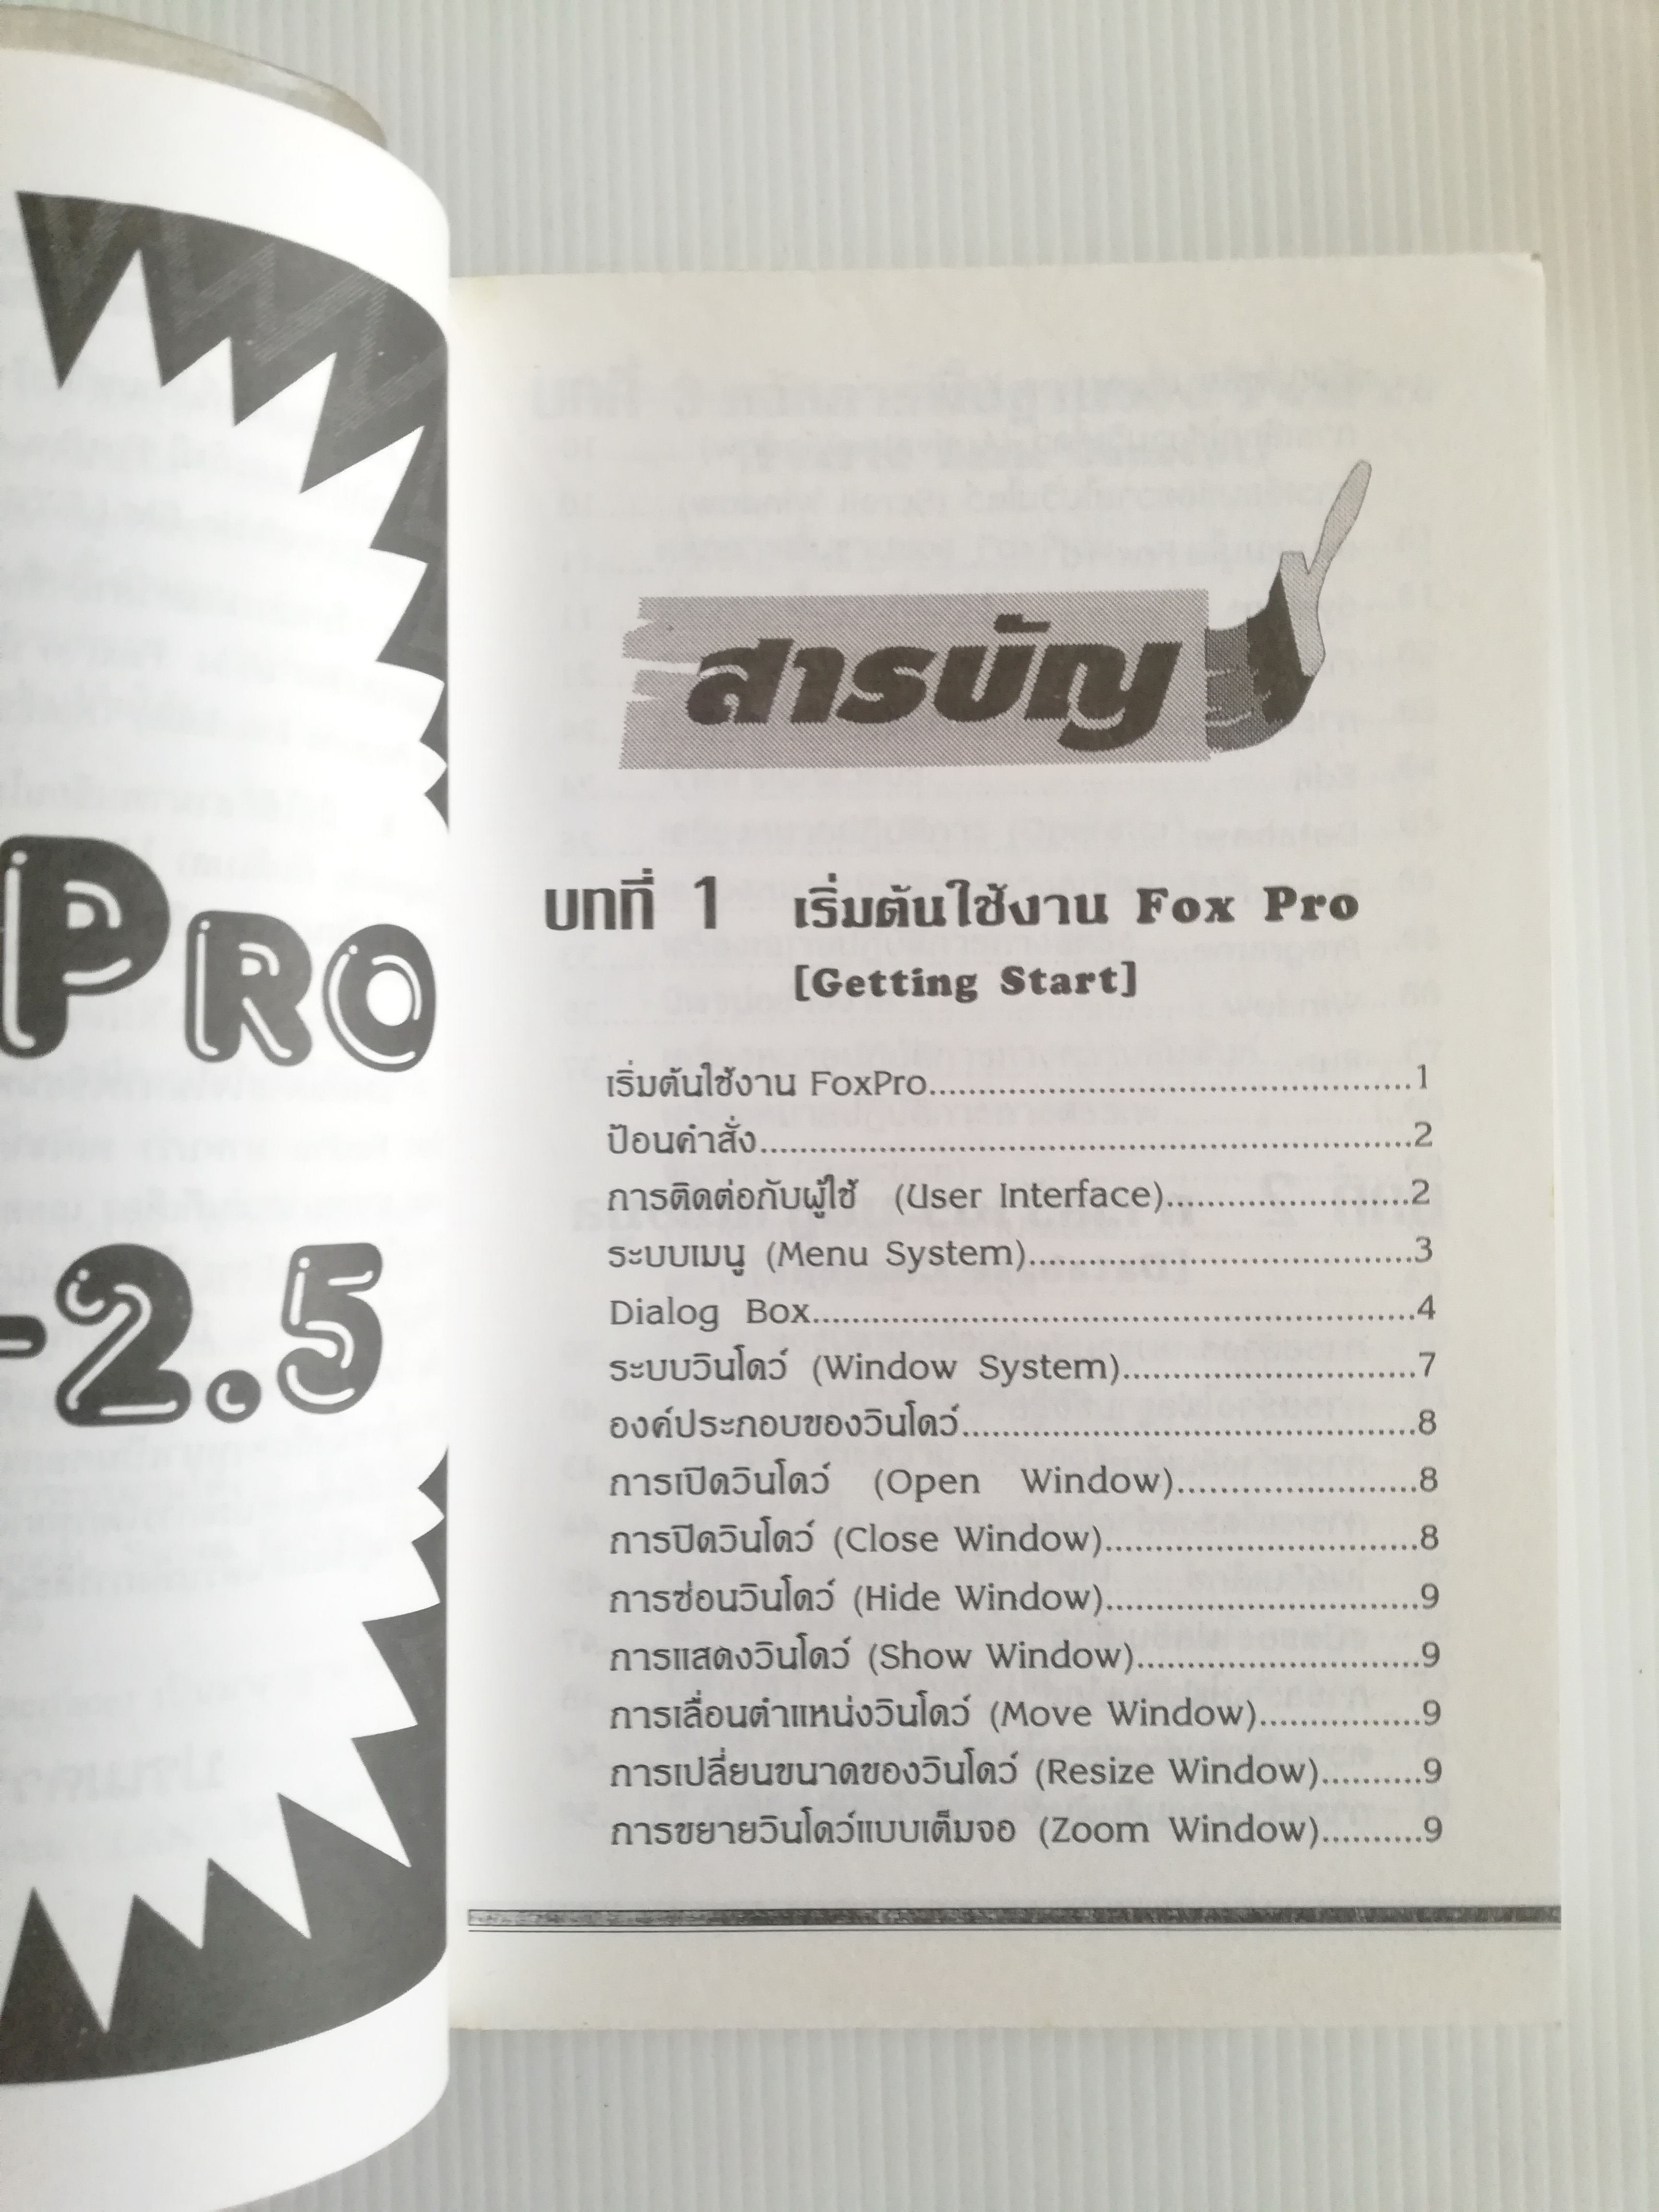 PRO
-2.5
สารบัญ
บทที่ 1 เริ่มต้นใช้งาน Fox Pro
[Getting Start]
เริ่มต้นใช้งาน FoxPro................................................1
ป้อนคำสั่ง................................................................2
การติดต่อกับผู้ใช้ (User Interface)........................2
ระบบเมนู (Menu System)......................................3
Dialog Box............................................................4
ระบบวินโดว์ (Window System).............................7
องค์ประกอบของวินโดว์.............................................8
การเปิดวินโดว์ (Open Window)........................8
การปิดวินโดว์ (Close Window)...............................8
การซ่อนวินโดว์ (Hide Window)...............................9
การแสดงวินโดว์ (Show Window)............................9
การเลื่อนตำแหน่งวินโดว์ (Move Window)................9
การเปลี่ยนขนาดของวินโดว์ (Resize Window)..........9
การขยายวินโดว์แบบเต็มจอ (Zoom Window)..........9